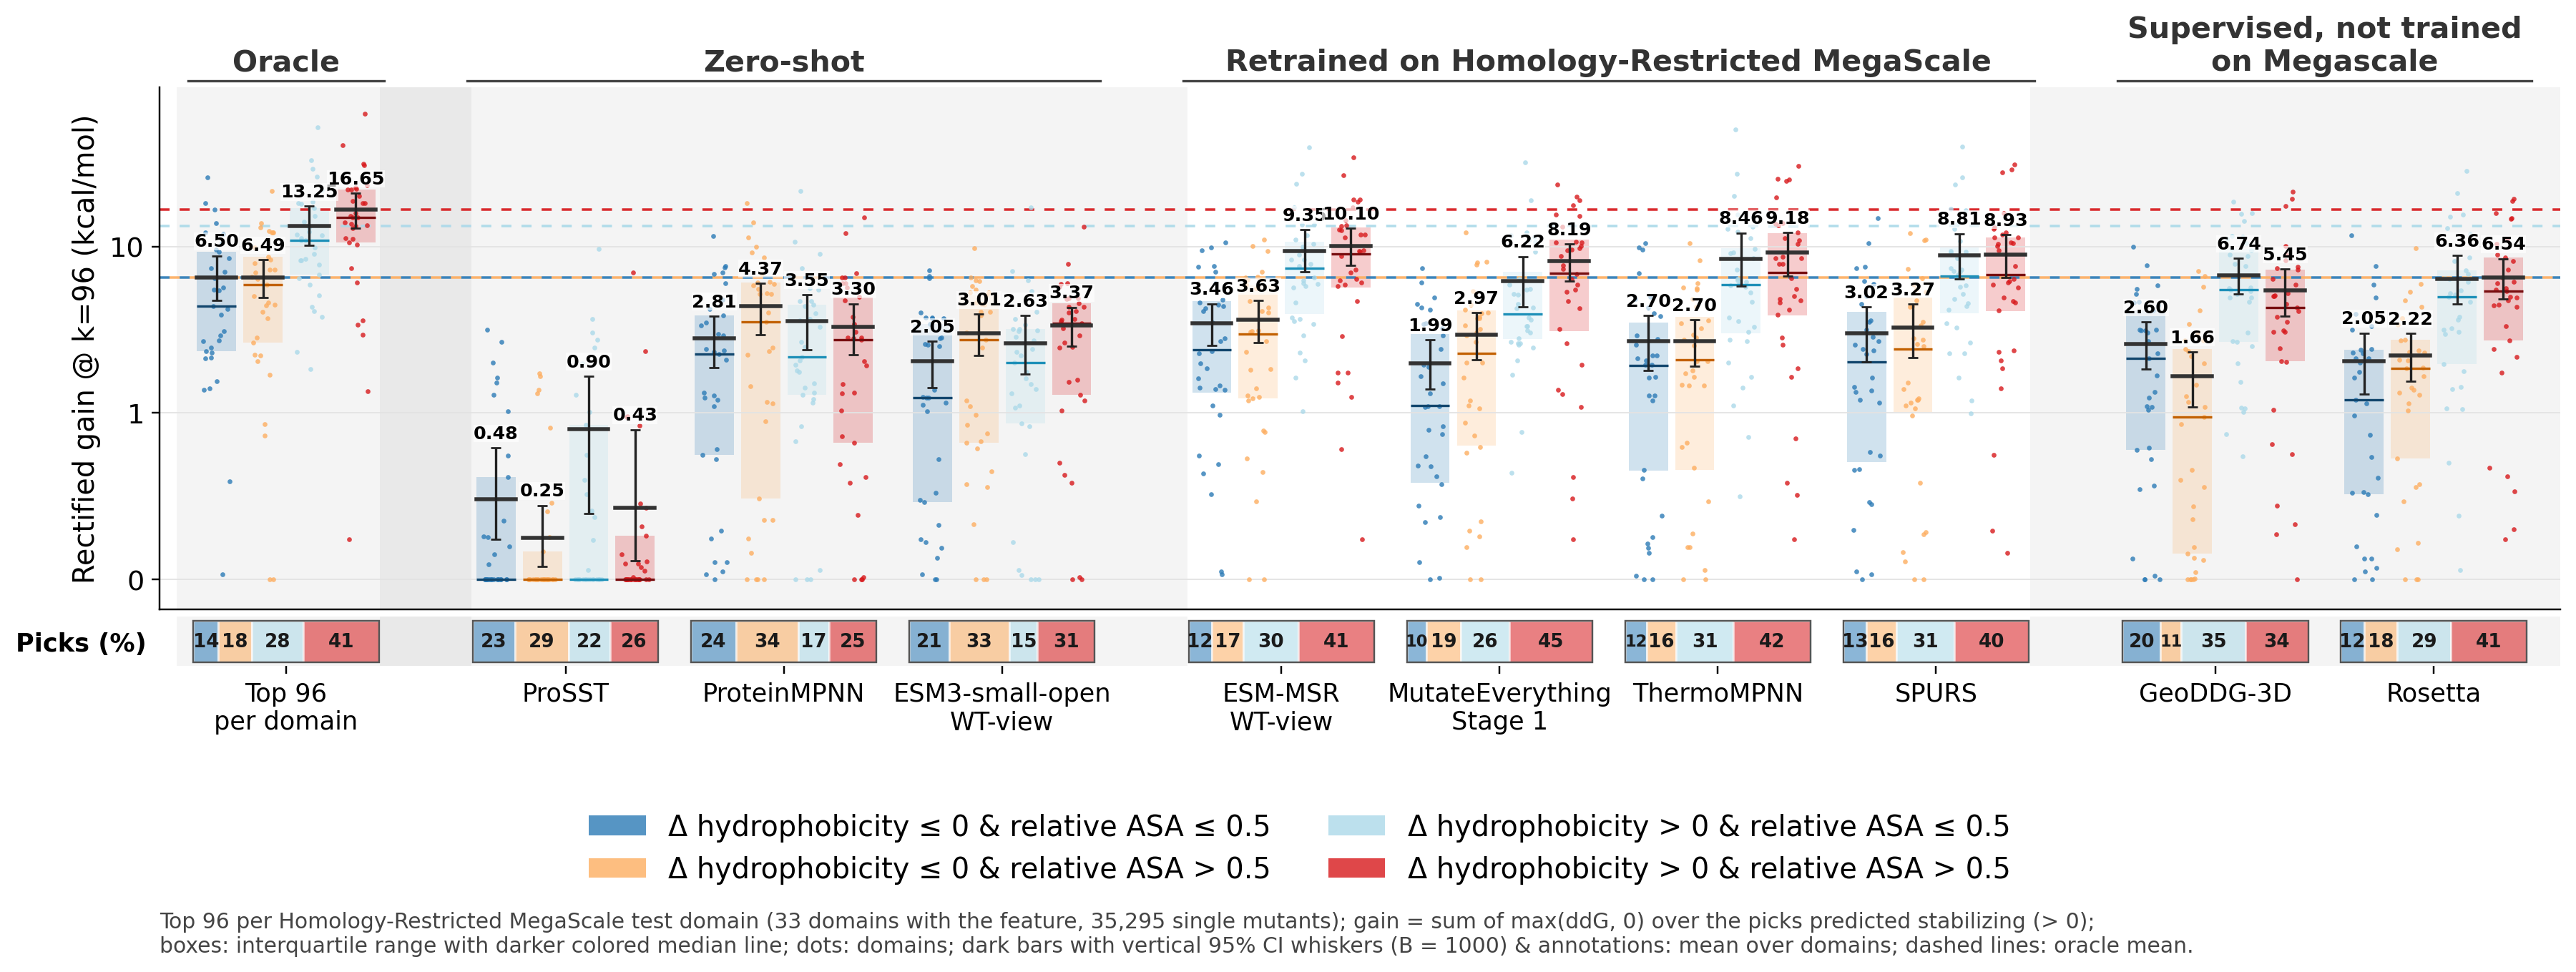 Oracle
Zero-shot
Retrained on Homology-Restricted MegaScale
Supervised, not trained
on Megascale
Rectified gain @ k=96 (kcal/mol)
10
1
0
6.50 6.49 13.25 16.65
0.48 0.25 0.90 0.43
2.81 4.37 3.55 3.30
2.05 3.01 2.63 3.37
3.46 3.63 9.35 10.10
1.99 2.97 6.22 8.19
2.70 2.70 8.46 9.18
3.02 3.27 8.81 8.93
2.60 1.66 6.74 5.45
2.05 2.22 6.36 6.54
Picks (%)
14 18 28 41
23 29 22 26
24 34 17 25
21 33 15 31
12 17 30 41
10 19 26 45
12 16 31 42
13 16 31 40
20 11 35 34
12 18 29 41
Top 96
per domain
ProSST
ProteinMPNN
ESM3-small-open
WT-view
ESM-MSR
WT-view
MutateEverything
Stage 1
ThermoMPNN
SPURS
GeoDDG-3D
Rosetta
Δ hydrophobicity ≤ 0 & relative ASA ≤ 0.5
Δ hydrophobicity ≤ 0 & relative ASA > 0.5
Δ hydrophobicity > 0 & relative ASA ≤ 0.5
Δ hydrophobicity > 0 & relative ASA > 0.5
Top 96 per Homology-Restricted MegaScale test domain (33 domains with the feature, 35,295 single mutants); gain = sum of max(ddG, 0) over the picks predicted stabilizing (> 0);
boxes: interquartile range with darker colored median line; dots: domains; dark bars with vertical 95% CI whiskers (B = 1000) & annotations: mean over domains; dashed lines: oracle mean.